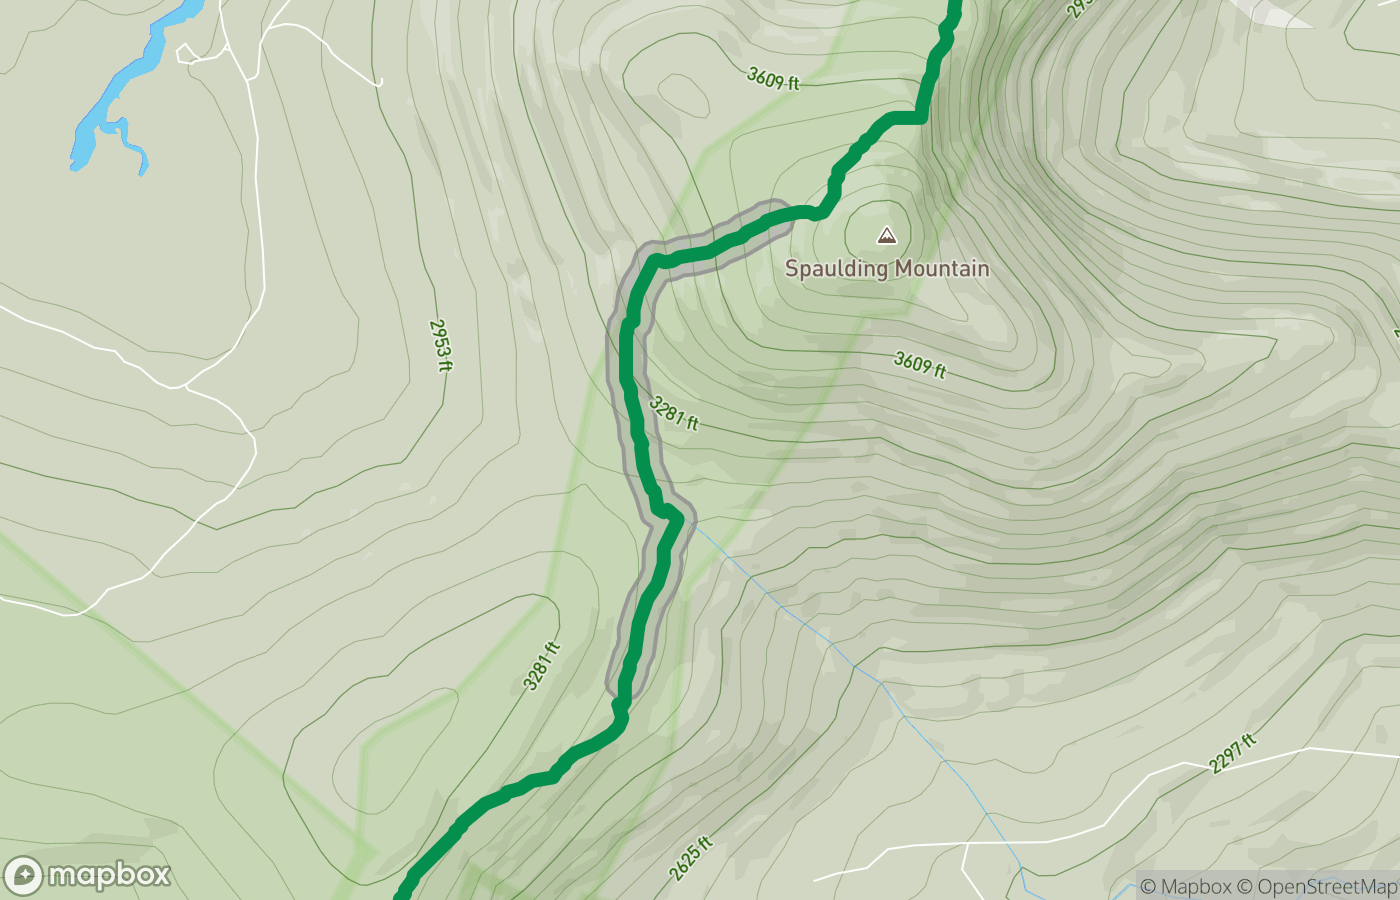 3609 ft
Spaulding Mountain
2953 ft
3609 ft
3281 ft
3281 ft
2297 ft
2625 ft
mapbox
© Mapbox © OpenStreetMap